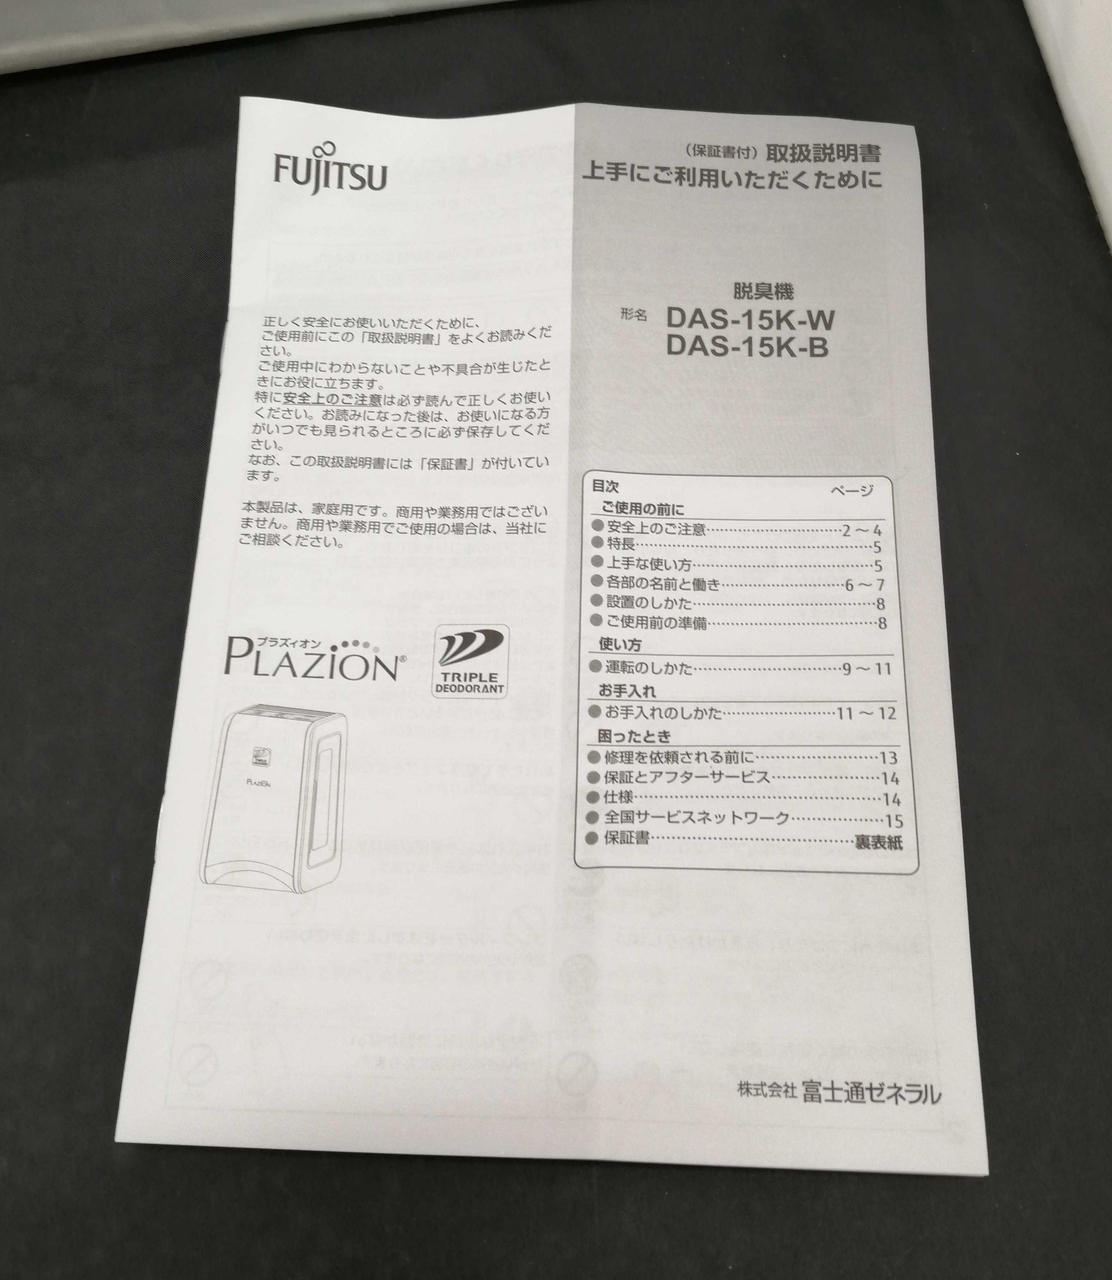 FUJITSU
（保証書付）取扱説明書
上手にご利用いただくために
脱臭機
形名 DAS-15K-W
DAS-15K-B
正しく安全にお使いいただくために、
ご使用前にこの「取扱説明書」をよくお読みくだ
さい。
ご使用中にわからないことや不具合が生じたと
きにお役に立ちます。
特に安全上のご注意は必ず読んで正しくお使い
ください。お読みになった後は、お使いになる方
がいつでも見られるところに必ず保存してくだ
さい。
なお、この取扱説明書には「保証書」が付いてい
ます。
本製品は、家庭用です。商用や業務用ではござい
ません。商用や業務用でご使用の場合は、当社に
ご相談ください。
プラズィオン
PLAZION®
TRIPLE
DEODORANT
PLAZION
目次 ページ
ご使用の前に
●安全上のご注意……………………2～4
●特長……………………………………5
●上手な使い方…………………………5
●各部の名前と働き…………………6～7
●設置のしかた…………………………8
●ご使用前の準備………………………8
使い方
●運転のしかた……………………9～11
お手入れ
●お手入れのしかた………………11～12
困ったとき
●修理を依頼される前に………………13
●保証とアフターサービス……………14
●仕様……………………………………14
●全国サービスネットワーク…………15
●保証書……………………………裏表紙
株式会社 富士通ゼネラル